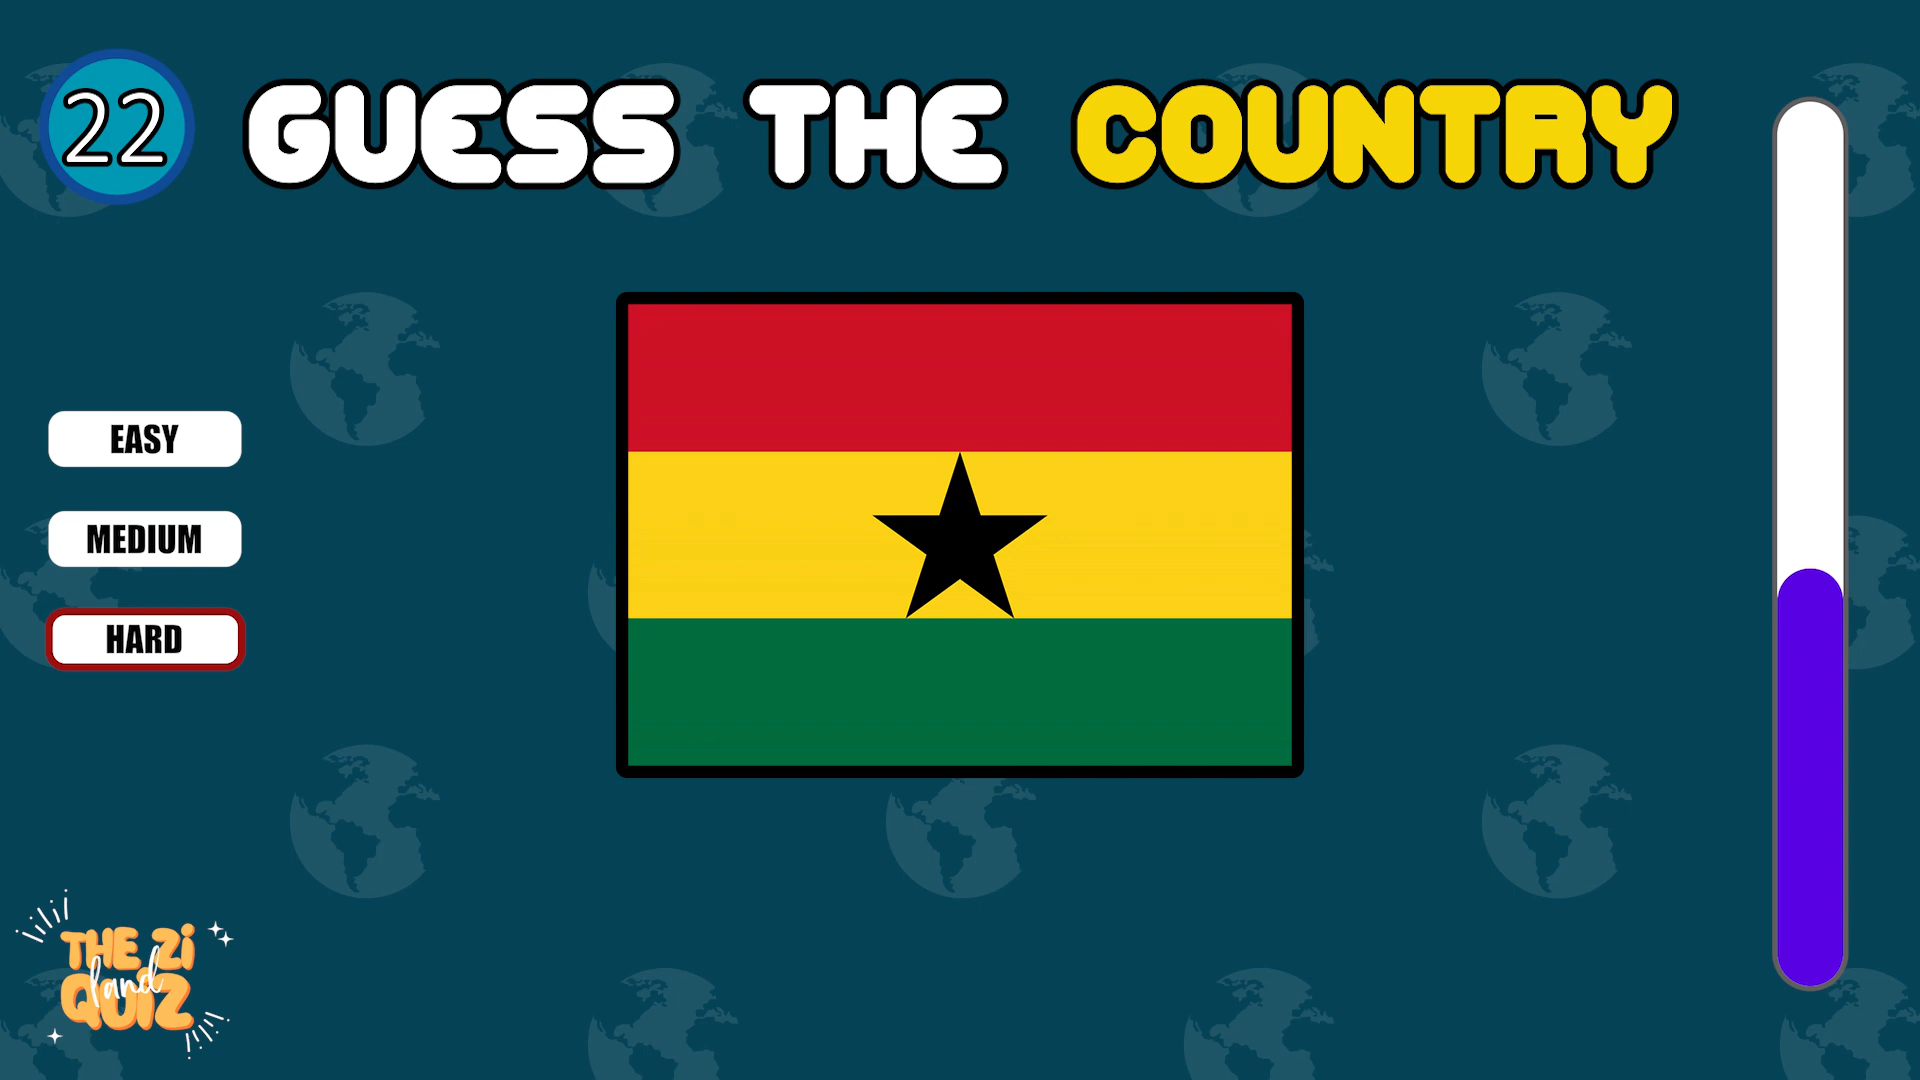 22
GUESS THE COUNTRY
EASY
MEDIUM
HARD
THE Zi
land
QUIZ